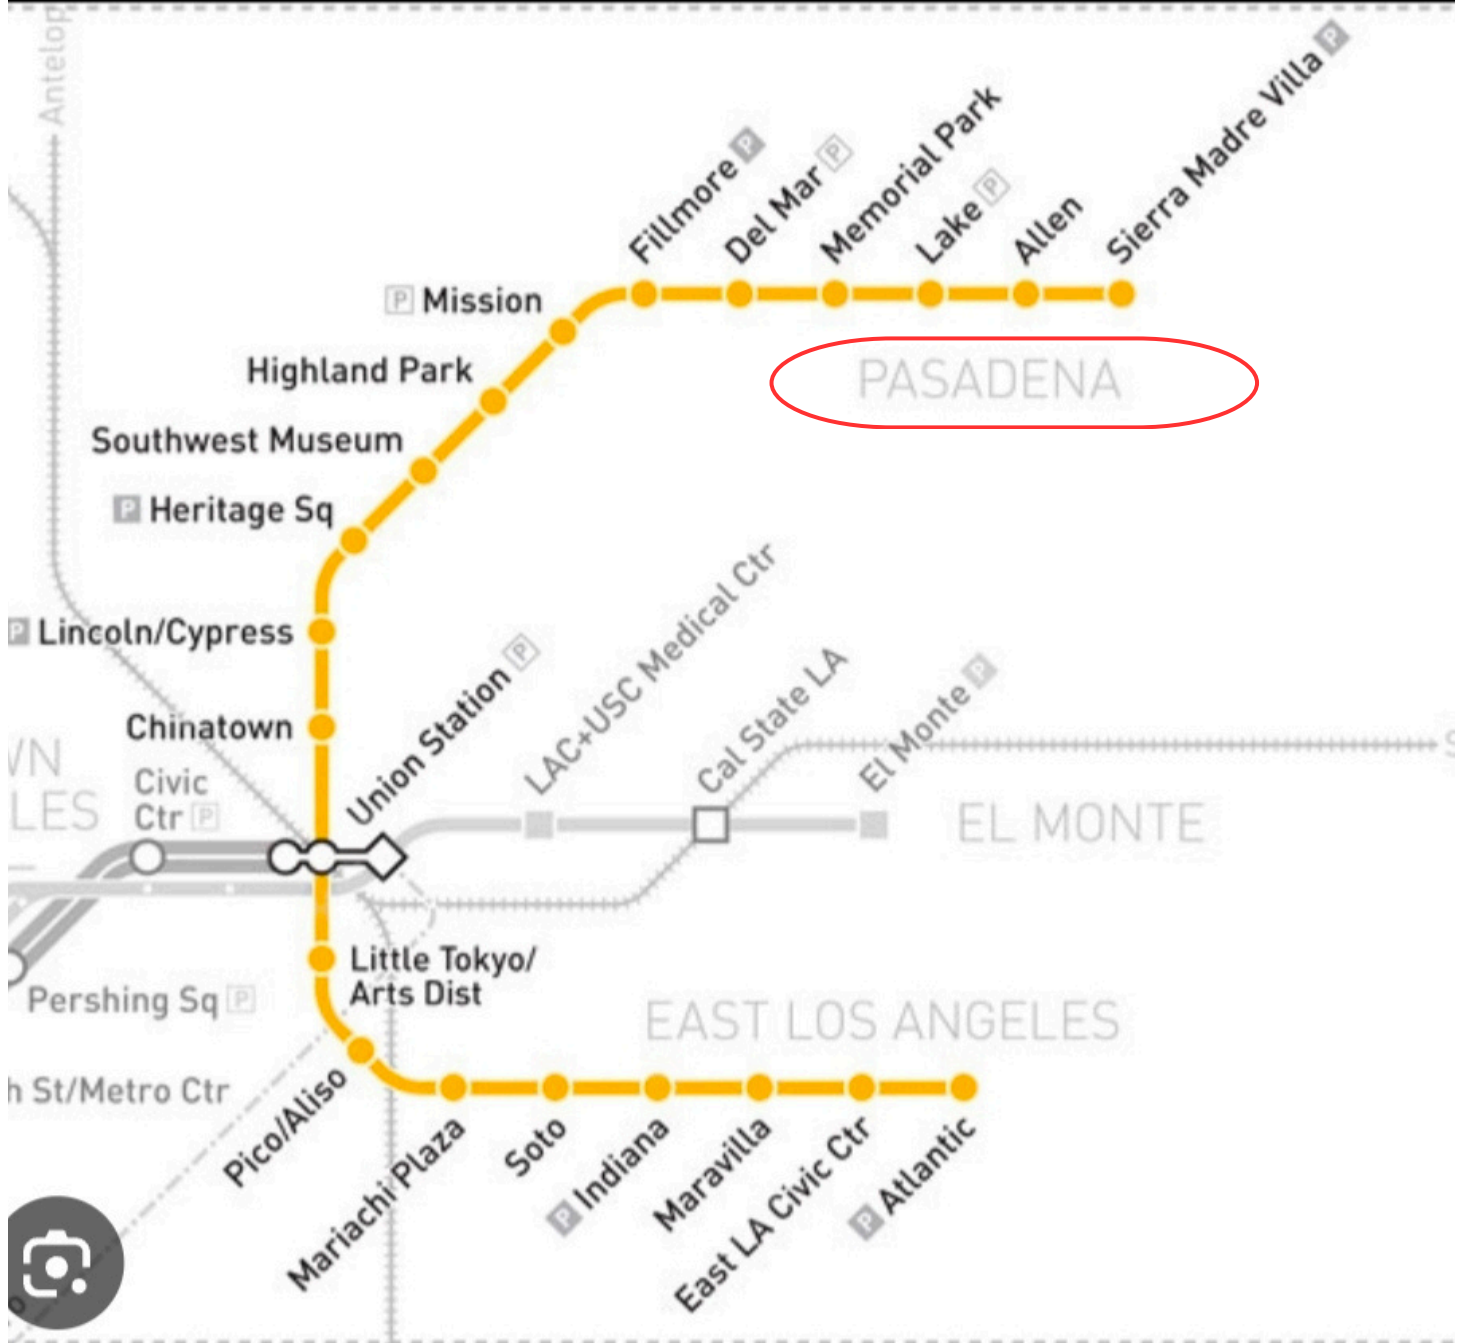 Antelop
Sierra Madre Villa P
Memorial Park
Fillmore P
Del Mar P
Lake P
Allen
P Mission
Highland Park
PASADENA
Southwest Museum
P Heritage Sq
P Lincoln/Cypress
Chinatown
Union Station P
LAC+USC Medical Ctr
Cal State LA
El Monte P
WN
LES
Civic
Ctr P
EL MONTE
S
Little Tokyo/
Arts Dist
Pershing Sq P
EAST LOS ANGELES
h St/Metro Ctr
Pico/Aliso
Mariachi Plaza
Soto
P Indiana
Maravilla
East LA Civic Ctr
P Atlantic